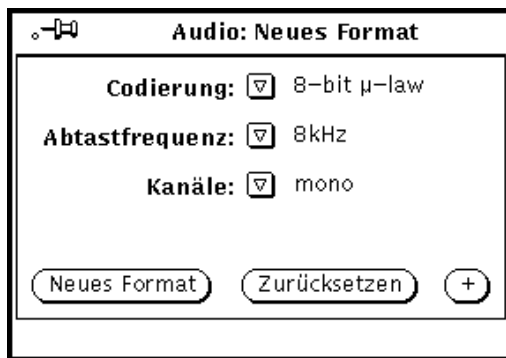 Audio: Neues Format
Codierung: 8-bit µ-law
Abtastfrequenz: 8kHz
Kanäle: mono
Neues Format Zurücksetzen +